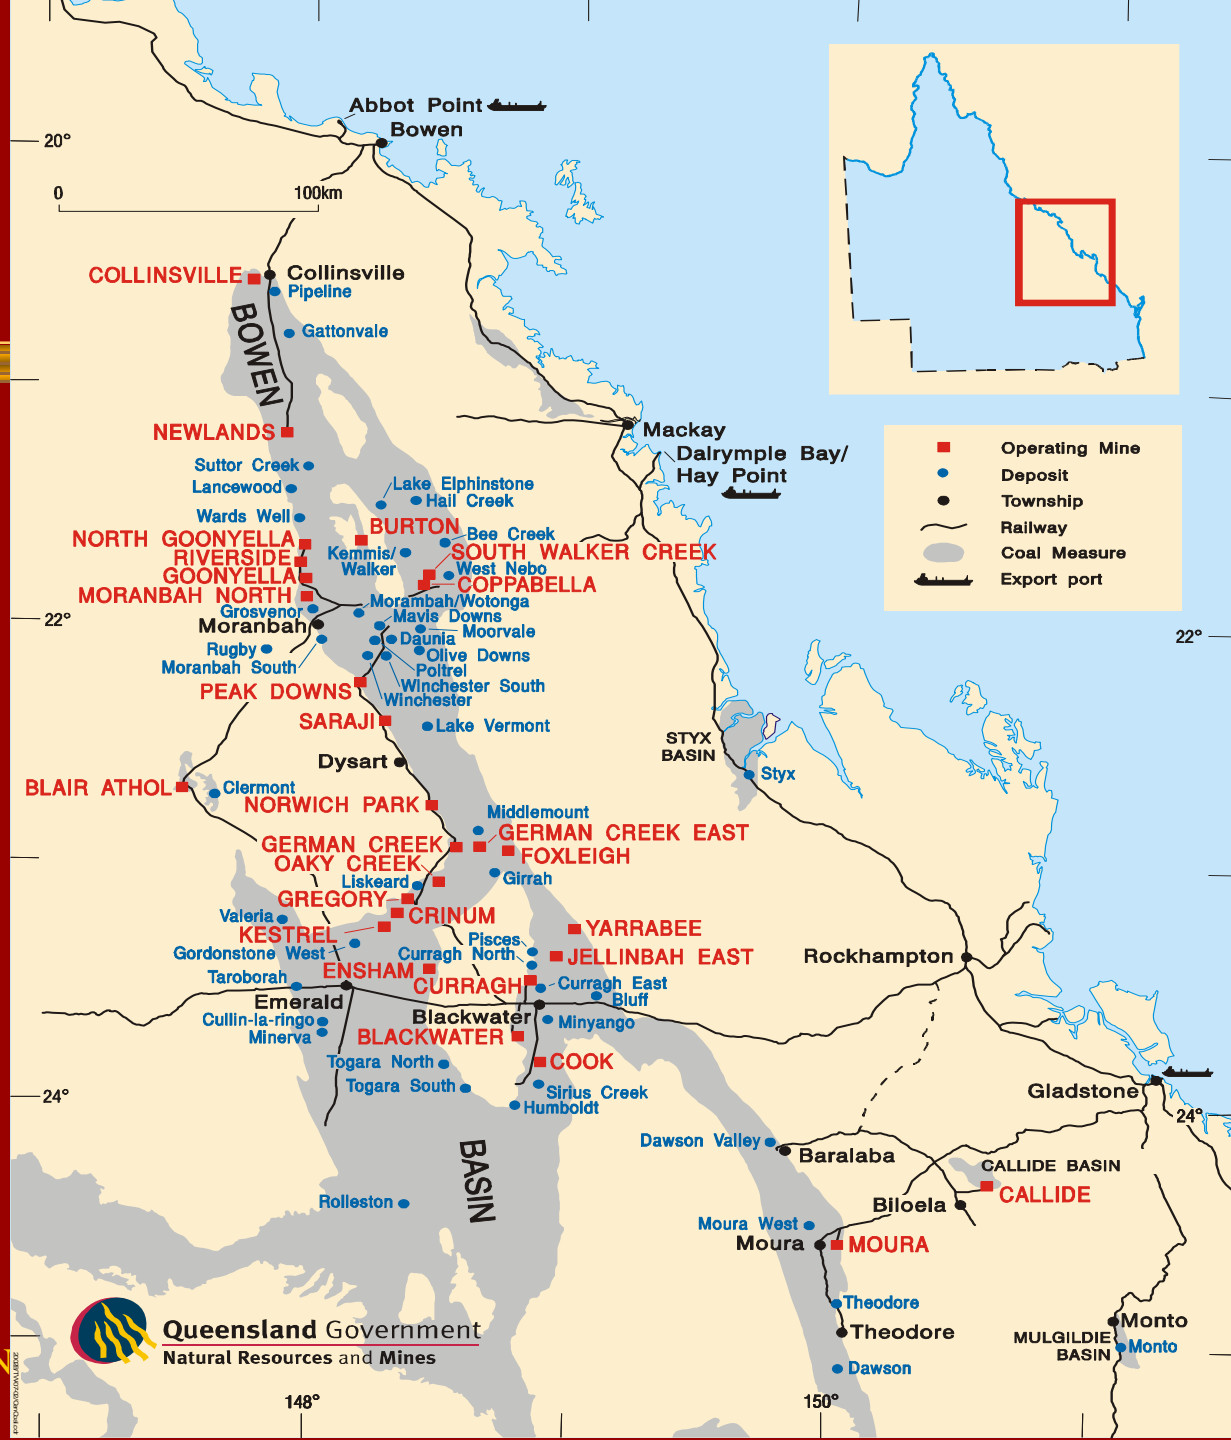 Abbot Point
Bowen
20°
0 100km
COLLINSVILLE
Collinsville
Pipeline
BOWEN
Gattonvale
NEWLANDS
Mackay
Dalrymple Bay/
Hay Point
Operating Mine
Deposit
Township
Railway
Coal Measure
Export port
Suttor Creek
Lancewood
Lake Elphinstone
Hail Creek
Wards Well
BURTON
NORTH GOONYELLA
Bee Creek
RIVERSIDE
Kemmis/
Walker
SOUTH WALKER CREEK
GOONYELLA
West Nebo
COPPABELLA
MORANBAH NORTH
Grosvenor
Morambah/Wotonga
22°
Moranbah
Mavis Downs
Moorvale
22°
Daunia
Rugby
Olive Downs
Moranbah South
Poitrel
PEAK DOWNS
Winchester South
Winchester
SARAJI
Lake Vermont
STYX
BASIN
Dysart
Styx
BLAIR ATHOL
Clermont
NORWICH PARK
Middlemount
GERMAN CREEK EAST
GERMAN CREEK
FOXLEIGH
OAKY CREEK
Liskeard
Girrah
GREGORY
Valeria
CRINUM
KESTREL
YARRABEE
Pisces
Gordonstone West
Curragh North
JELLINBAH EAST
Rockhampton
ENSHAM
Taroborah
CURRAGH
Curragh East
Emerald
Bluff
Blackwater
Cullin-la-ringo
Minyango
Minerva
BLACKWATER
Togara North
COOK
Togara South
Sirius Creek
Gladstone
24°
Humboldt
24°
Dawson Valley
BASIN
Baralaba
CALLIDE BASIN
CALLIDE
Rolleston
Biloela
Moura West
Moura
MOURA
Theodore
Monto
Theodore
Queensland Government
MULGILDIE
BASIN
Monto
Natural Resources and Mines
Dawson
148°
150°